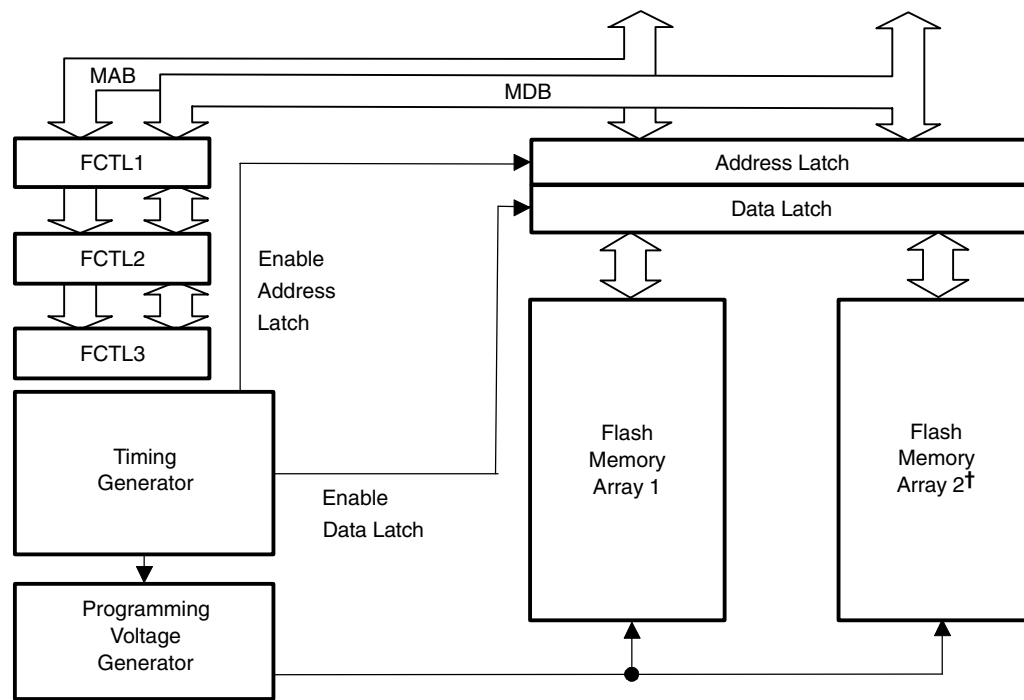 MAB
MDB
FCTL1
FCTL2
FCTL3
Address Latch
Data Latch
Enable
Address
Latch
Timing
Generator
Enable
Data Latch
Flash
Memory
Array 1
Flash
Memory
Array 2†
Programming
Voltage
Generator